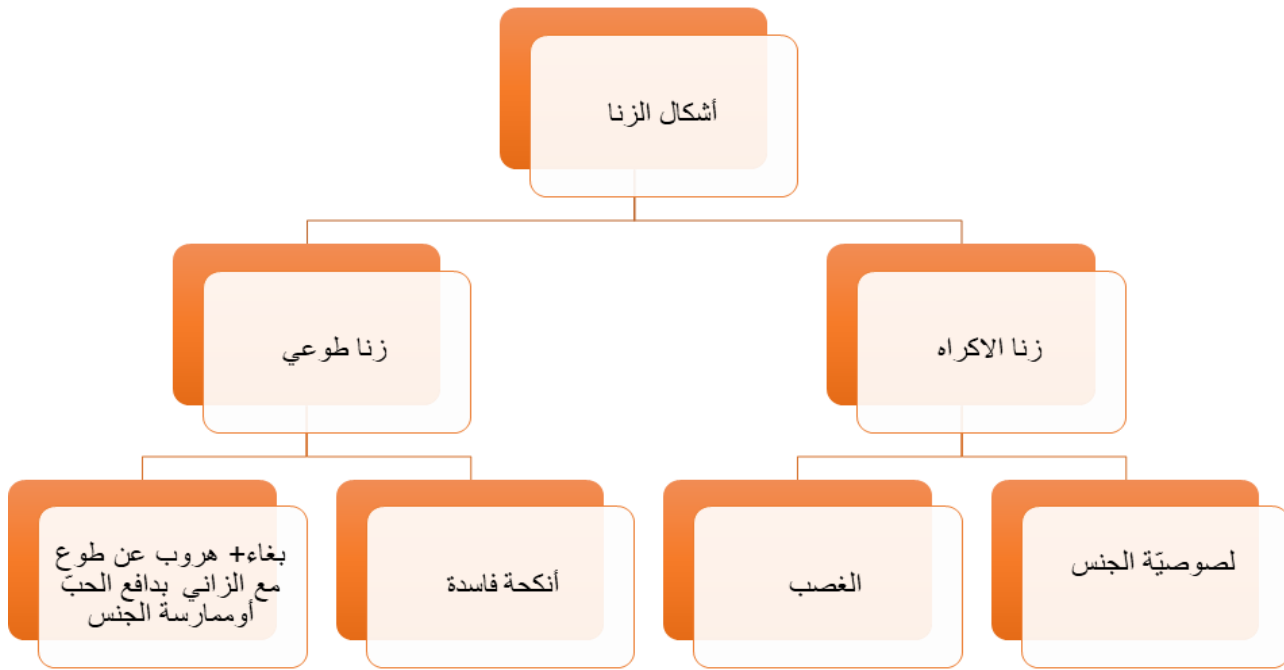 أشكال الزنا
زنا الاكراه
زنا طوعي
لصوصيّة الجنس
الغصب
أنكحة فاسدة
بغاء+ هروب عن طوع
مع الزاني بدافع الحبّ
أوممارسة الجنس